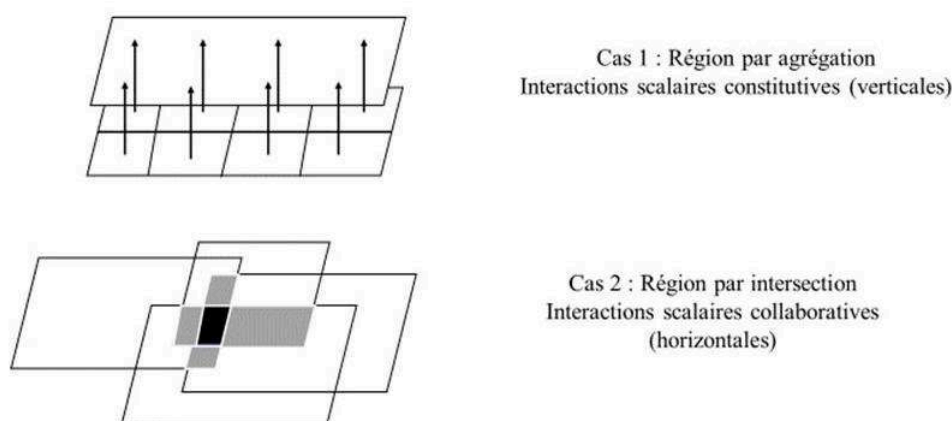 Cas 1 : Région par agrégation
Interactions scalaires constitutives (verticales)
Cas 2 : Région par intersection
Interactions scalaires collaboratives
(horizontales)